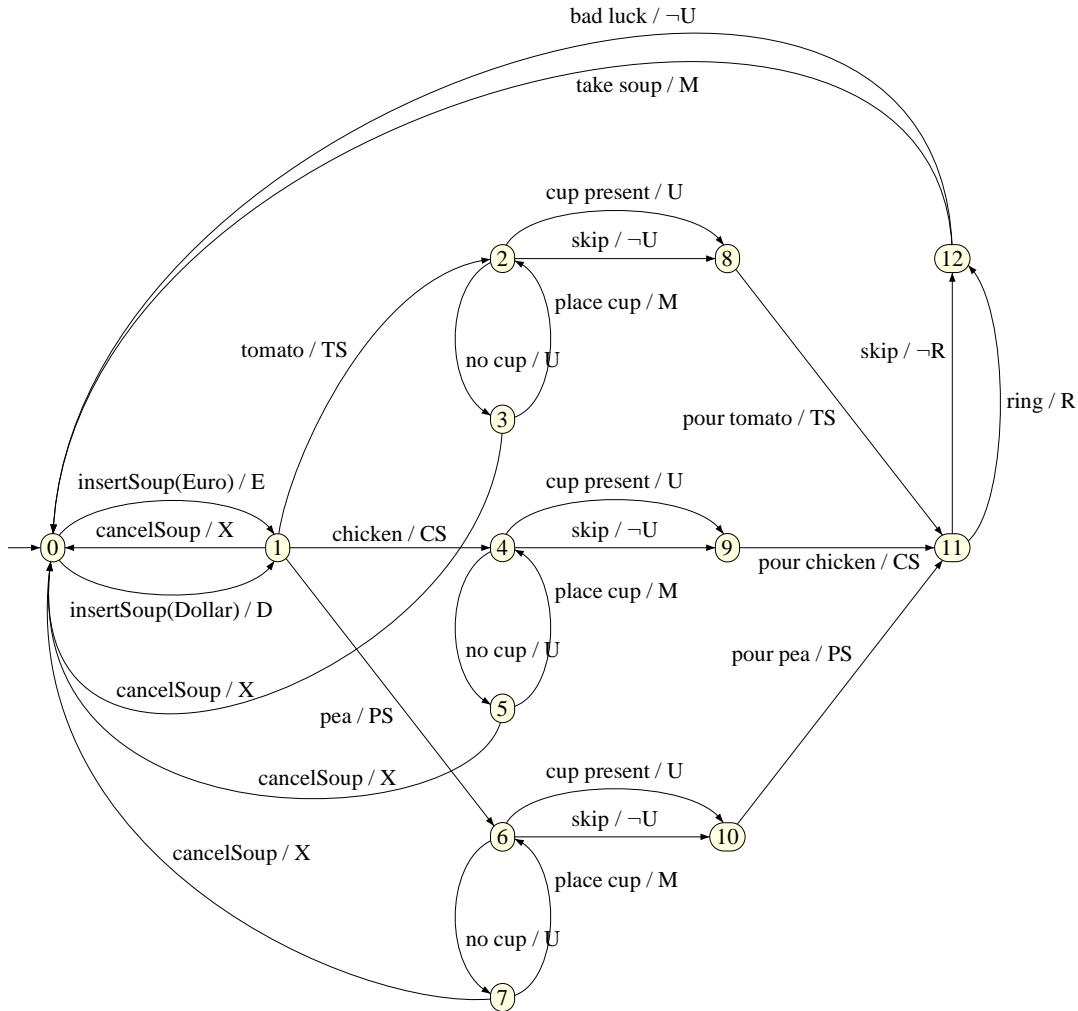 bad luck / ¬U
take soup / M
cup present / U
skip / ¬U
2
8
12
place cup / M
tomato / TS
no cup / U
skip / ¬R
ring / R
3
pour tomato / TS
insertSoup(Euro) / E
cup present / U
cancelSoup / X
chicken / CS
skip / ¬U
0
1
4
9
11
pour chicken / CS
insertSoup(Dollar) / D
place cup / M
no cup / U
pour pea / PS
cancelSoup / X
5
pea / PS
cancelSoup / X
cup present / U
skip / ¬U
6
10
cancelSoup / X
place cup / M
no cup / U
7